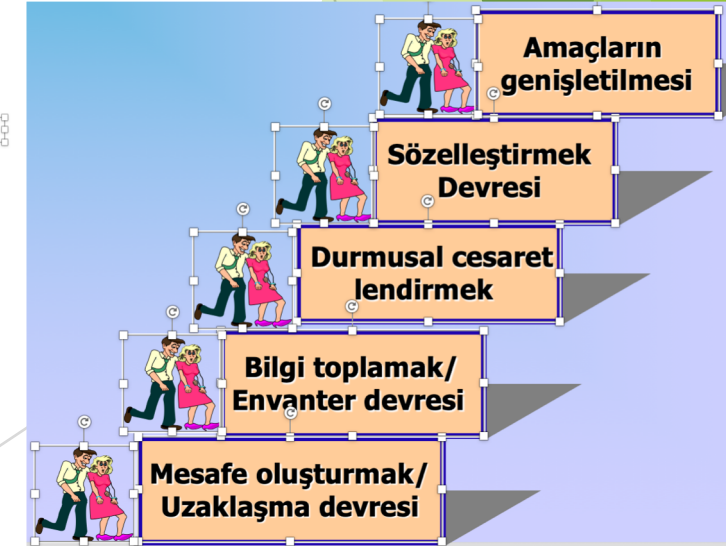 Amaçların
genişletilmesi
Sözelleştirmek
Devresi
Durmusal cesaret
lendirmek
Bilgi toplamak/
Envanter devresi
Mesafe oluşturmak/
Uzaklaşma devresi